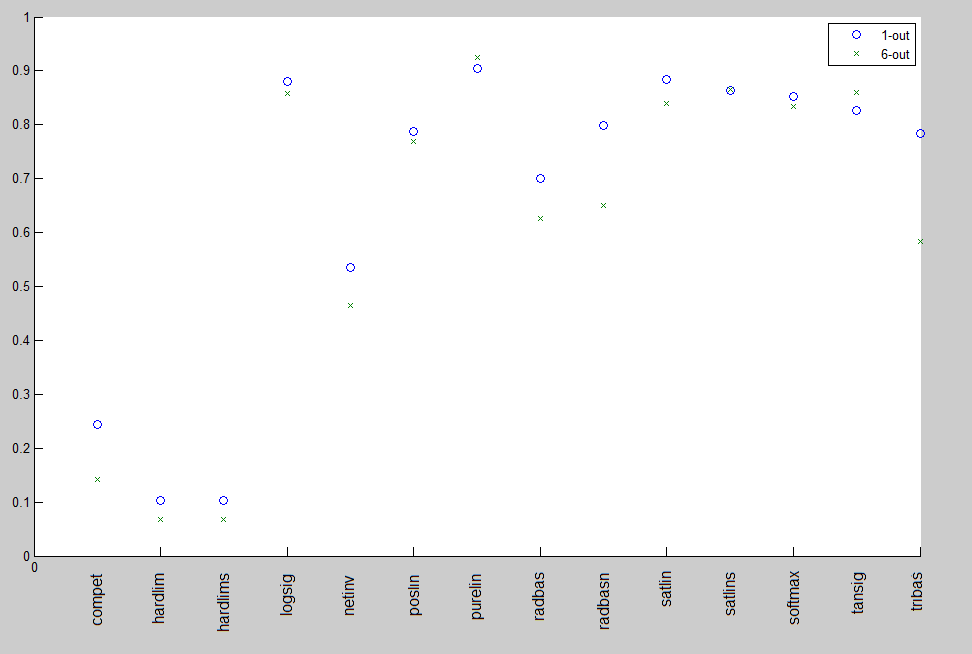 1
1-out
6-out
0.9
0.8
0.7
0.6
0.5
0.4
0.3
0.2
0.1
0
0
compet
hardlim
hardlims
logsig
netinv
poslin
purelin
radbas
radbasn
satlin
satlins
softmax
tansig
tribas